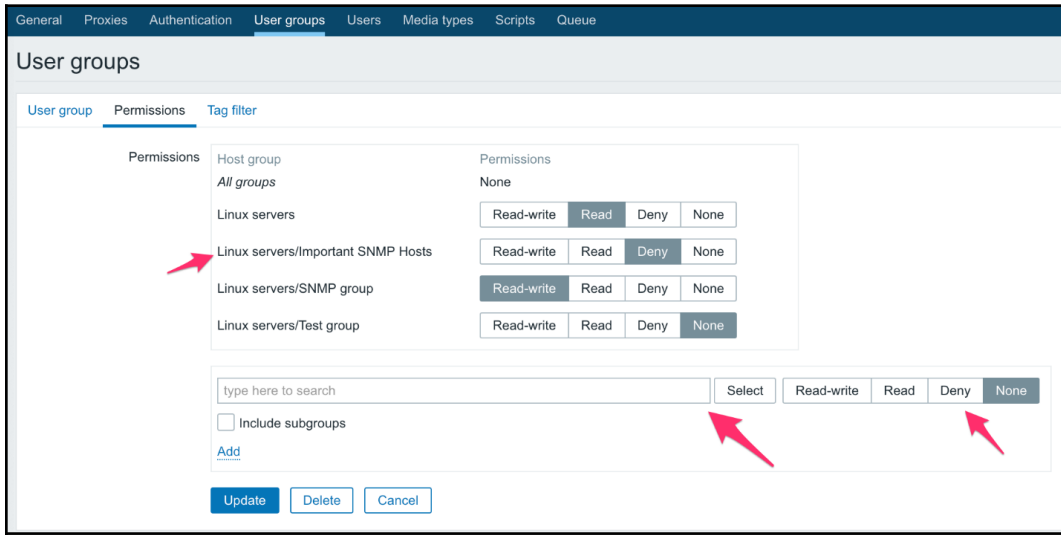 General Proxies Authentication User groups Users Media types Scripts Queue
User groups
User group Permissions Tag filter
Permissions Host group Permissions
All groups None
Linux servers Read-write Read Deny None
Linux servers/Important SNMP Hosts Read-write Read Deny None
Linux servers/SNMP group Read-write Read Deny None
Linux servers/Test group Read-write Read Deny None
type here to search Select Read-write Read Deny None
Include subgroups
Add
Update Delete Cancel